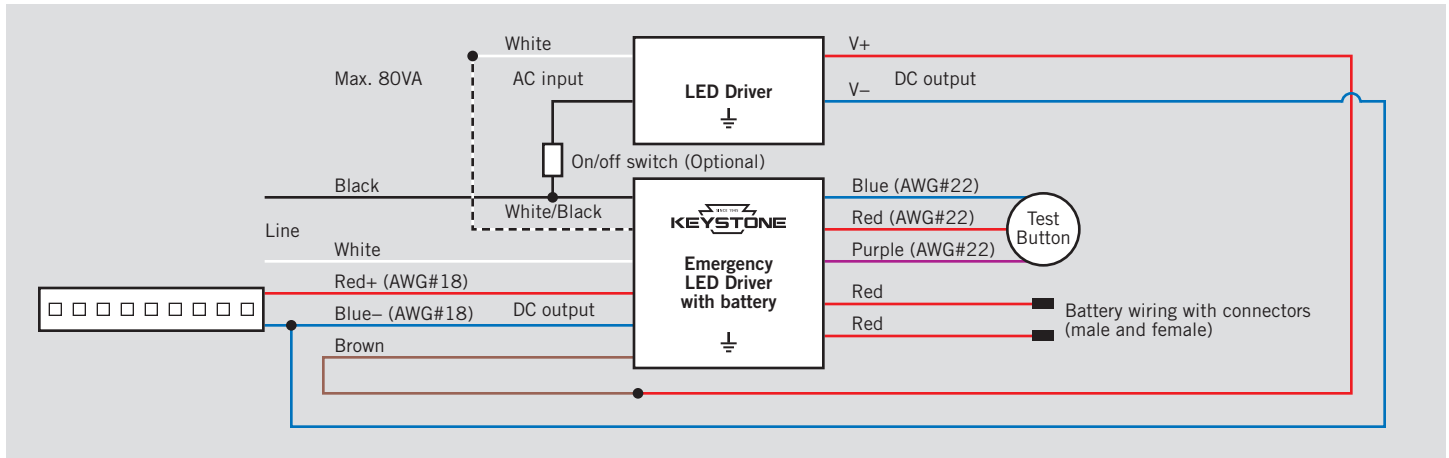 White
V+
Max. 80VA
AC input
LED Driver
DC output
V–
On/off switch (Optional)
Black
Blue (AWG#22)
White/Black
SINCE 1945
KEYSTONE
Red (AWG#22)
Test
Button
Line
White
Purple (AWG#22)
Emergency
LED Driver
with battery
Red+ (AWG#18)
Red
Blue– (AWG#18)
DC output
Battery wiring with connectors
(male and female)
Red
Brown